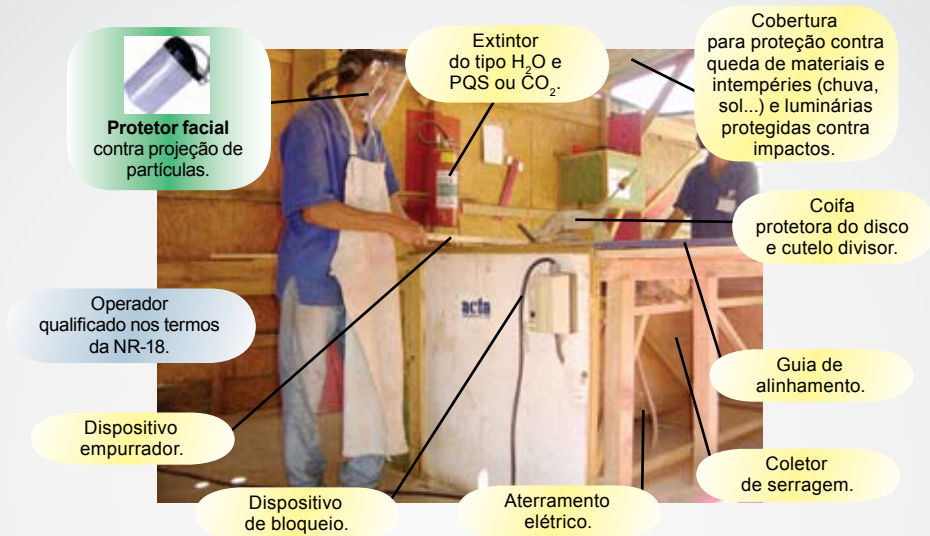 Protetor facial
contra projeção de
partículas.
Extintor
do tipo H₂O e
PQS ou CO₂.
Cobertura
para proteção contra
queda de materiais e
intempéries (chuva,
sol...) e luminárias
protegidas contra
impactos.
Coifa
protetora do disco
e cutelo divisor.
Operador
qualificado nos termos
da NR-18.
acta
Guia de
alinhamento.
Dispositivo
empurrador.
Coletor
de serragem.
Dispositivo
de bloqueio.
Aterramento
elétrico.